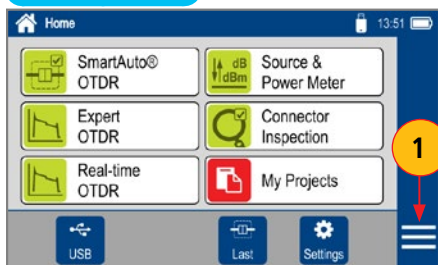 Home
13:51
SmartAuto®
OTDR
dB
dBm
Source &
Power Meter
Expert
OTDR
Connector
Inspection
1
Real-time
OTDR
My Projects
USB
Last
Settings